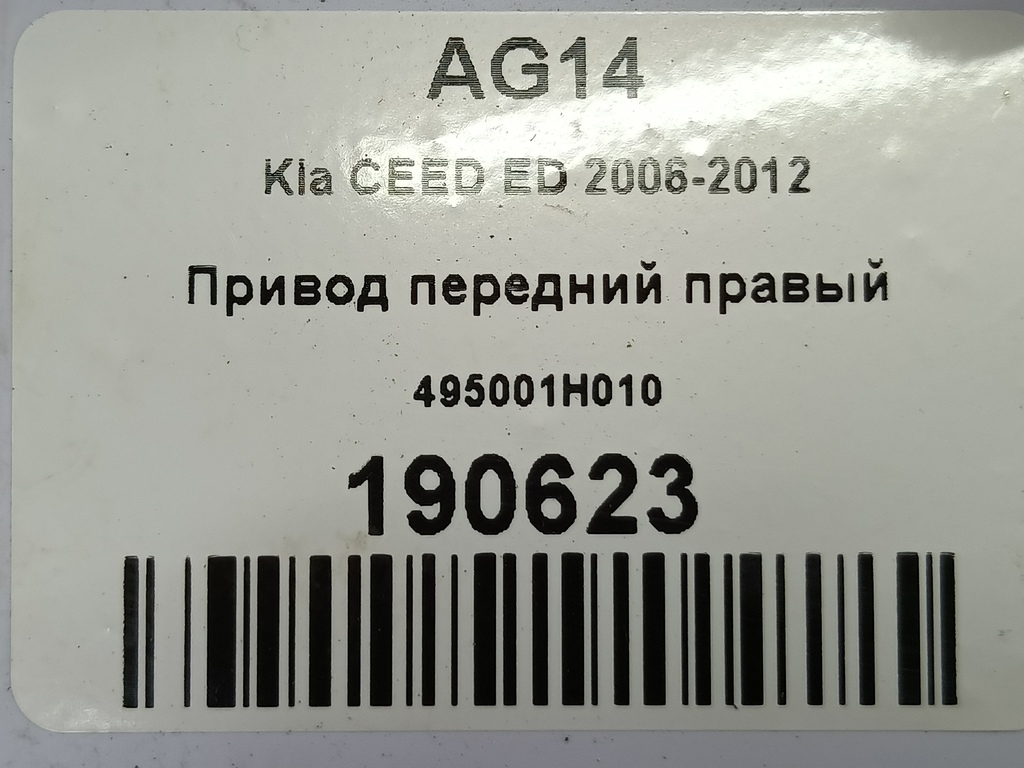 AG14
Kia CEED ED 2006-2012
Привод передний правый
495001H010
190623